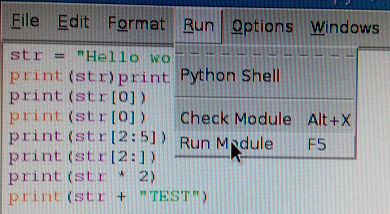 File Edit Format Run Options Windows
str = "Hello wo
print(str)print
print(str[0])
print(str[0])
print(str[2:5])
print(str[2:])
print(str * 2)
print(str + "TEST")
Python Shell
Check Module Alt+X
Run Module F5